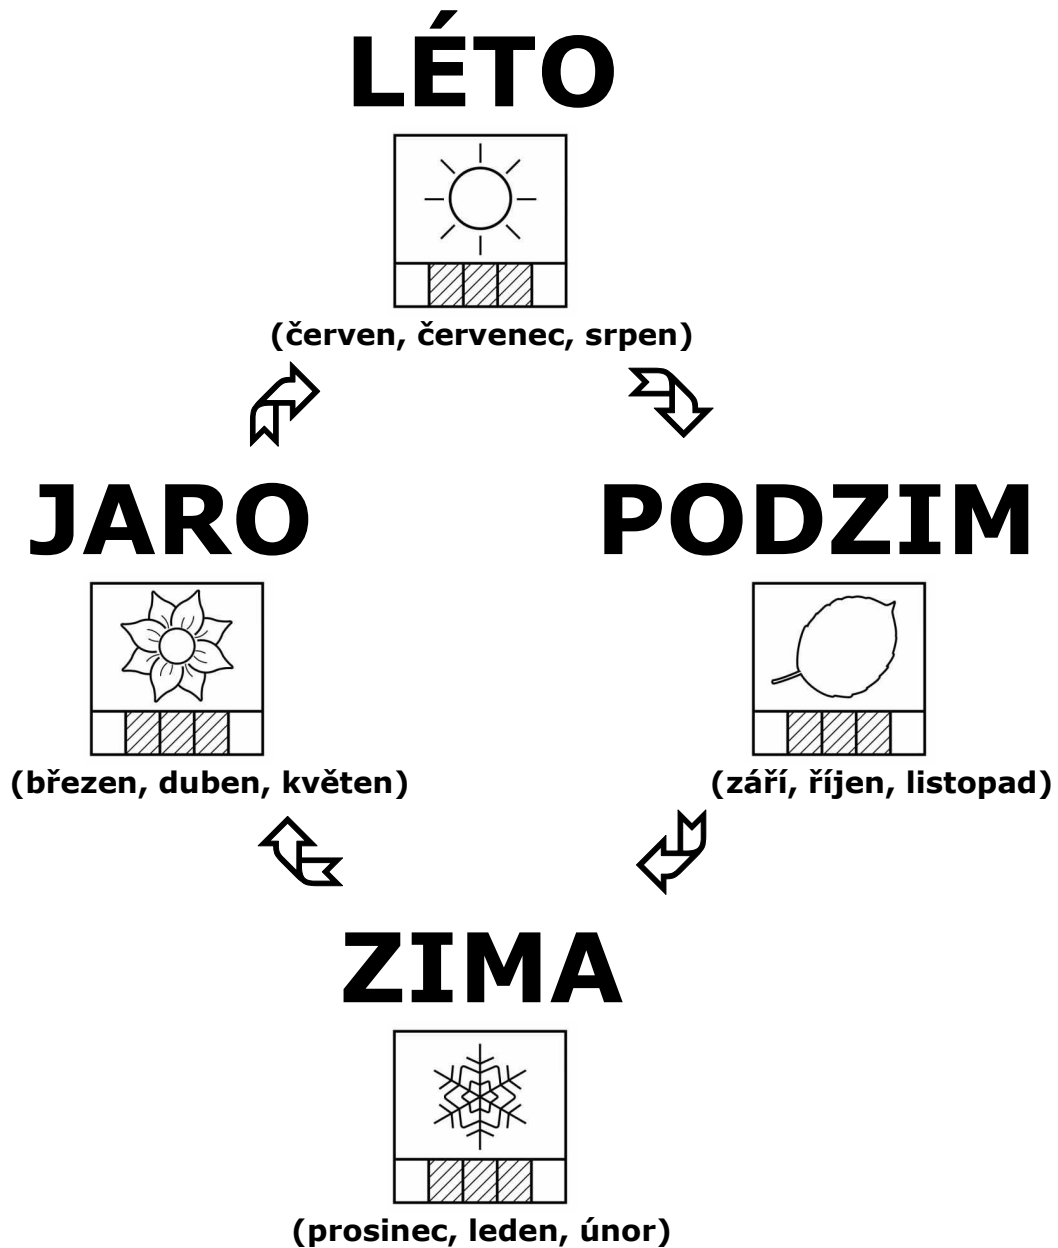 LÉTO
(červen, červenec, srpen)
JARO
PODZIM
(březen, duben, květen)
(září, říjen, listopad)
ZIMA
(prosinec, leden, únor)